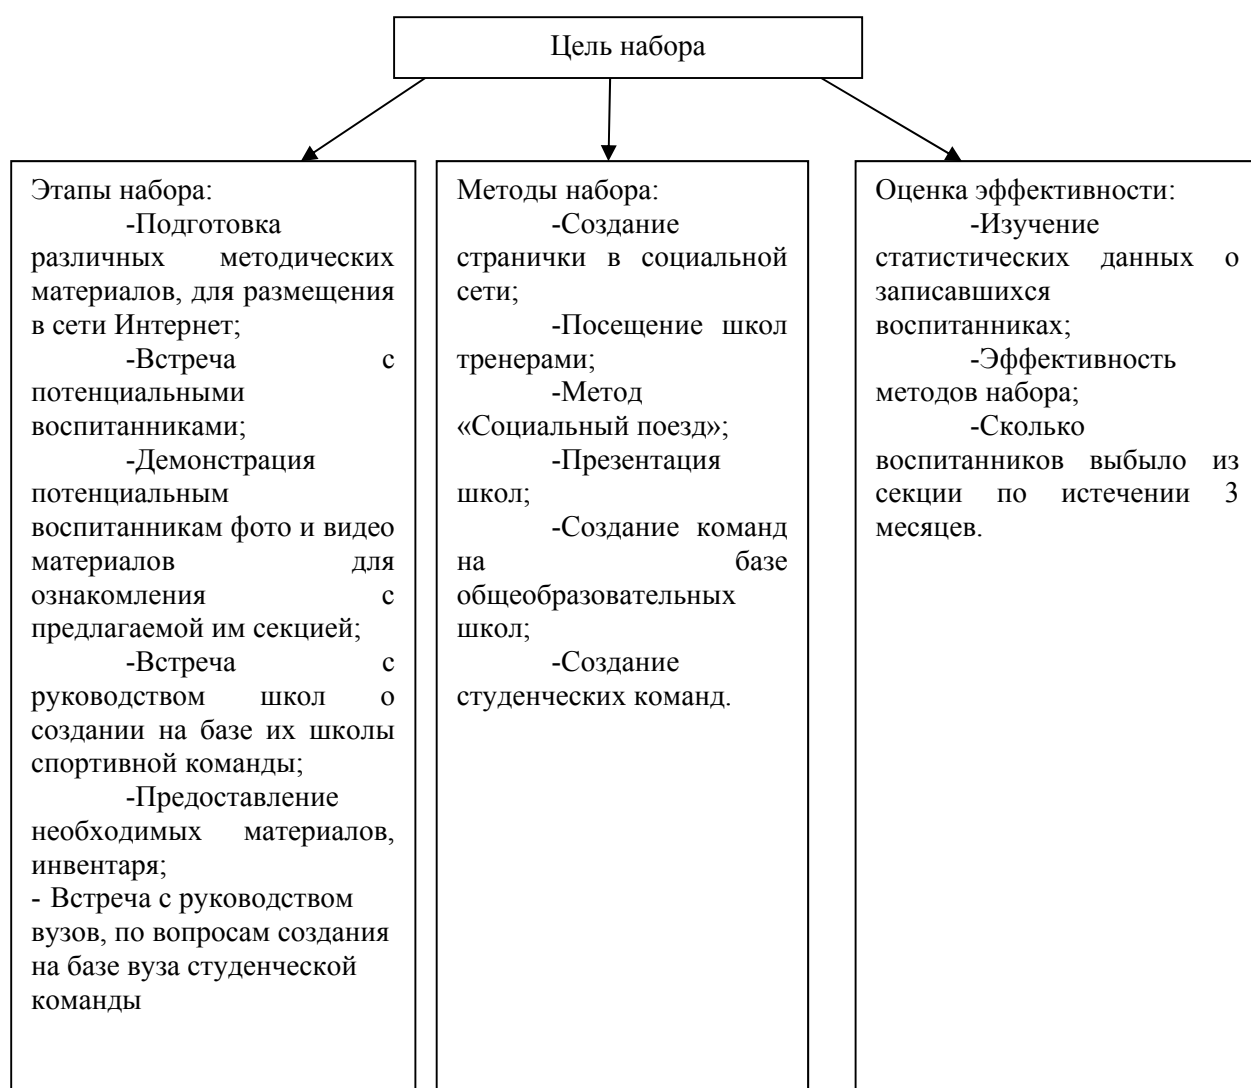 Цель набора
Этапы набора:
-Подготовка
различных методических
материалов, для размещения
в сети Интернет;
-Встреча с
потенциальными
воспитанниками;
-Демонстрация
потенциальным
воспитанникам фото и видео
материалов для
ознакомления с
предлагаемой им секцией;
-Встреча с
руководством школ о
создании на базе их школы
спортивной команды;
-Предоставление
необходимых материалов,
инвентаря;
- Встреча с руководством
вузов, по вопросам создания
на базе вуза студенческой
команды
Методы набора:
-Создание
странички в социальной
сети;
-Посещение школ
тренерами;
-Метод
«Социальный поезд»;
-Презентация
школ;
-Создание команд
на базе
общеобразовательных
школ;
-Создание
студенческих команд.
Оценка эффективности:
-Изучение
статистических данных о
записавшихся
воспитанниках;
-Эффективность
методов набора;
-Сколько
воспитанников выбыло из
секции по истечении 3
месяцев.